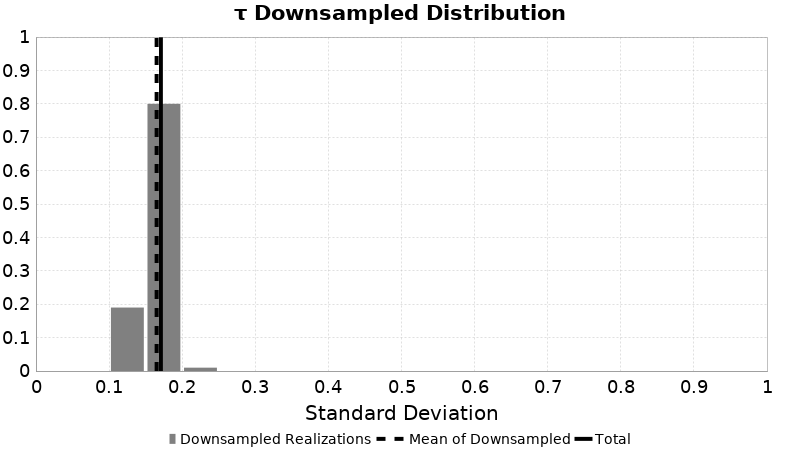 τ Downsampled Distribution
1
0.9
0.8
0.7
0.6
0.5
0.4
0.3
0.2
0.1
0
0 0.1 0.2 0.3 0.4 0.5 0.6 0.7 0.8 0.9 1
Standard Deviation
Downsampled Realizations Mean of Downsampled Total